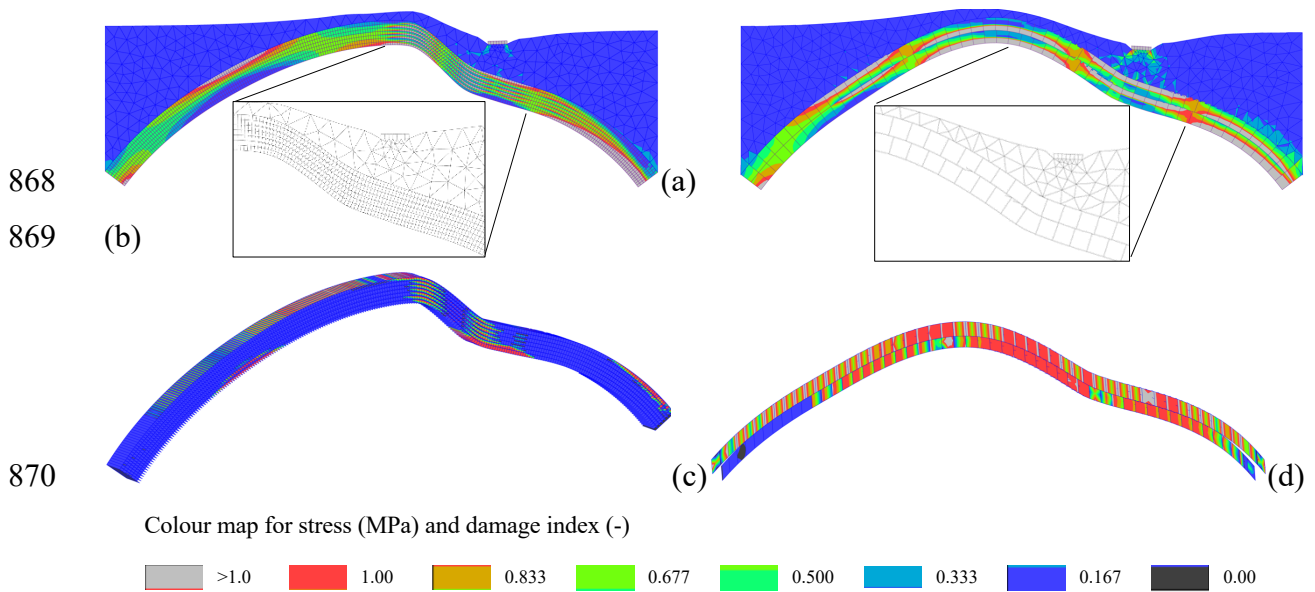 868 (a)
869 (b)
870 (c) (d)
Colour map for stress (MPa) and damage index (-)
>1.0 1.00 0.833 0.677 0.500 0.333 0.167 0.00